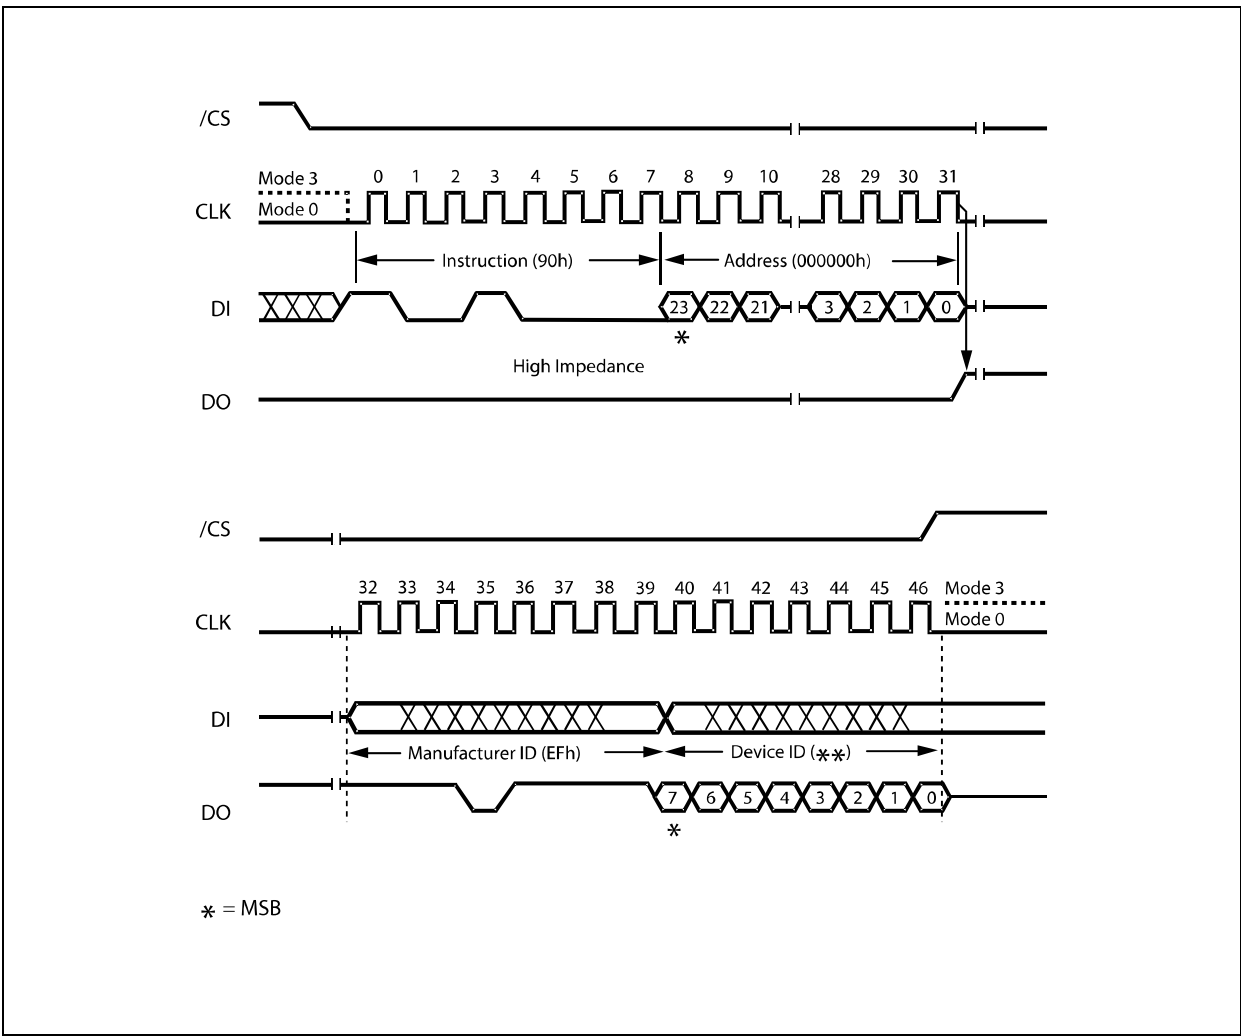 /CS
Mode 3 0 1 2 3 4 5 6 7 8 9 10 28 29 30 31
CLK Mode 0
Instruction (90h) Address (000000h)
DI 23 22 21 3 2 1 0
*
High Impedance
DO
/CS
32 33 34 35 36 37 38 39 40 41 42 43 44 45 46 Mode 3
CLK Mode 0
DI
Manufacturer ID (EFh) Device ID (**)
DO 7 6 5 4 3 2 1 0
*
* = MSB